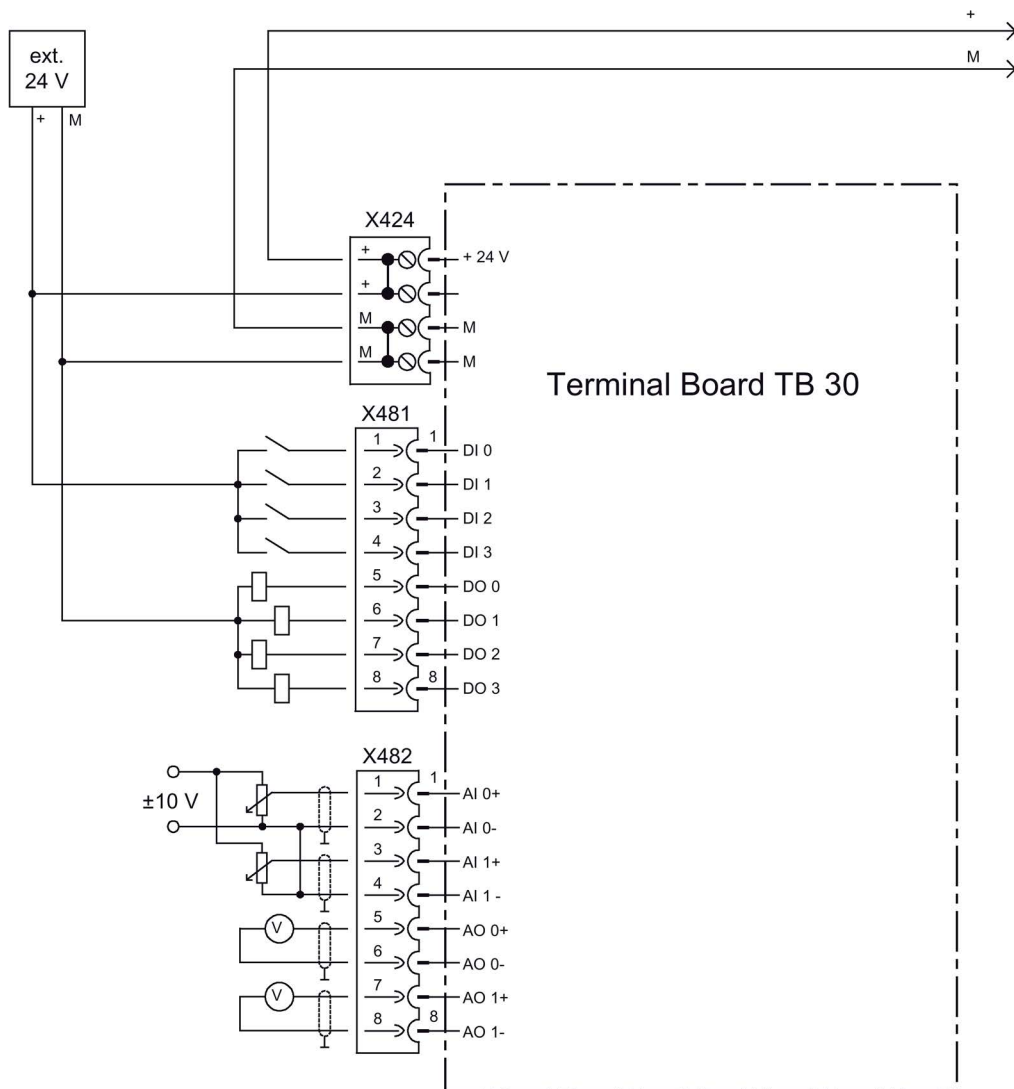 +
M
ext.
24 V
+ M
X424
+ + 24 V
+
M M
M M
Terminal Board TB 30
X481
1 1 DI 0
2 DI 1
3 DI 2
4 DI 3
5 DO 0
6 DO 1
7 DO 2
8 8 DO 3
X482
±10 V
1 1 AI 0+
2 AI 0-
3 AI 1+
4 AI 1 -
V 5 AO 0+
6 AO 0-
V 7 AO 1+
8 8 AO 1-